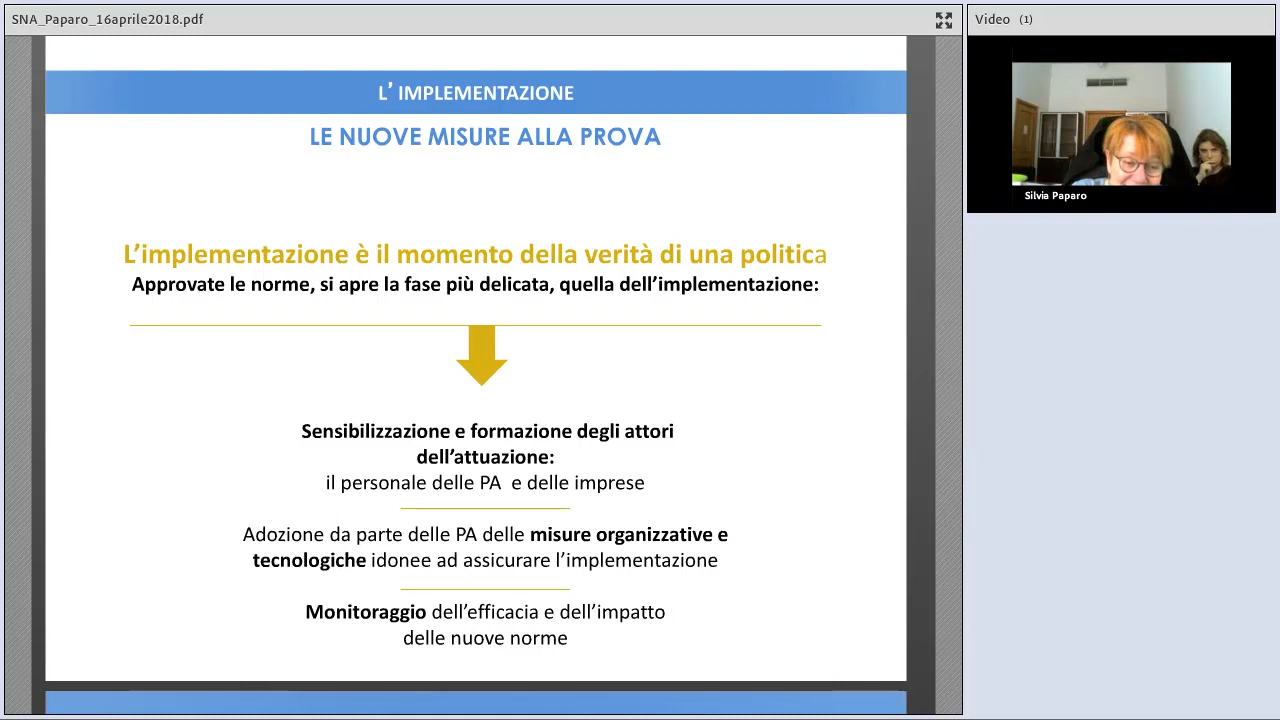 SNA_Paparo_16aprile2018.pdf
Video (1)
L' IMPLEMENTAZIONE
LE NUOVE MISURE ALLA PROVA
Silvia Paparo
L'implementazione è il momento della verità di una politica
Approvate le norme, si apre la fase più delicata, quella dell'implementazione:
Sensibilizzazione e formazione degli attori
dell'attuazione:
il personale delle PA e delle imprese
Adozione da parte delle PA delle misure organizzative e
tecnologiche idonee ad assicurare l'implementazione
Monitoraggio dell'efficacia e dell'impatto
delle nuove norme